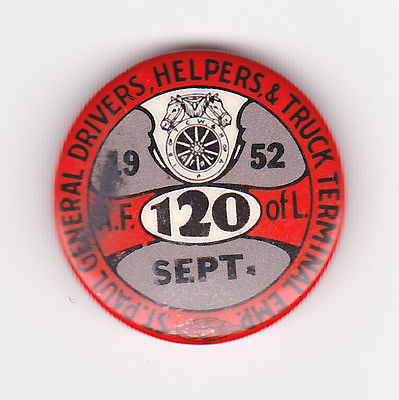 ST. PAUL GENERAL DRIVERS, HELPERS, & TRUCK TERMINAL EMP.
19 52
A.F. 120 of L.
SEPT.